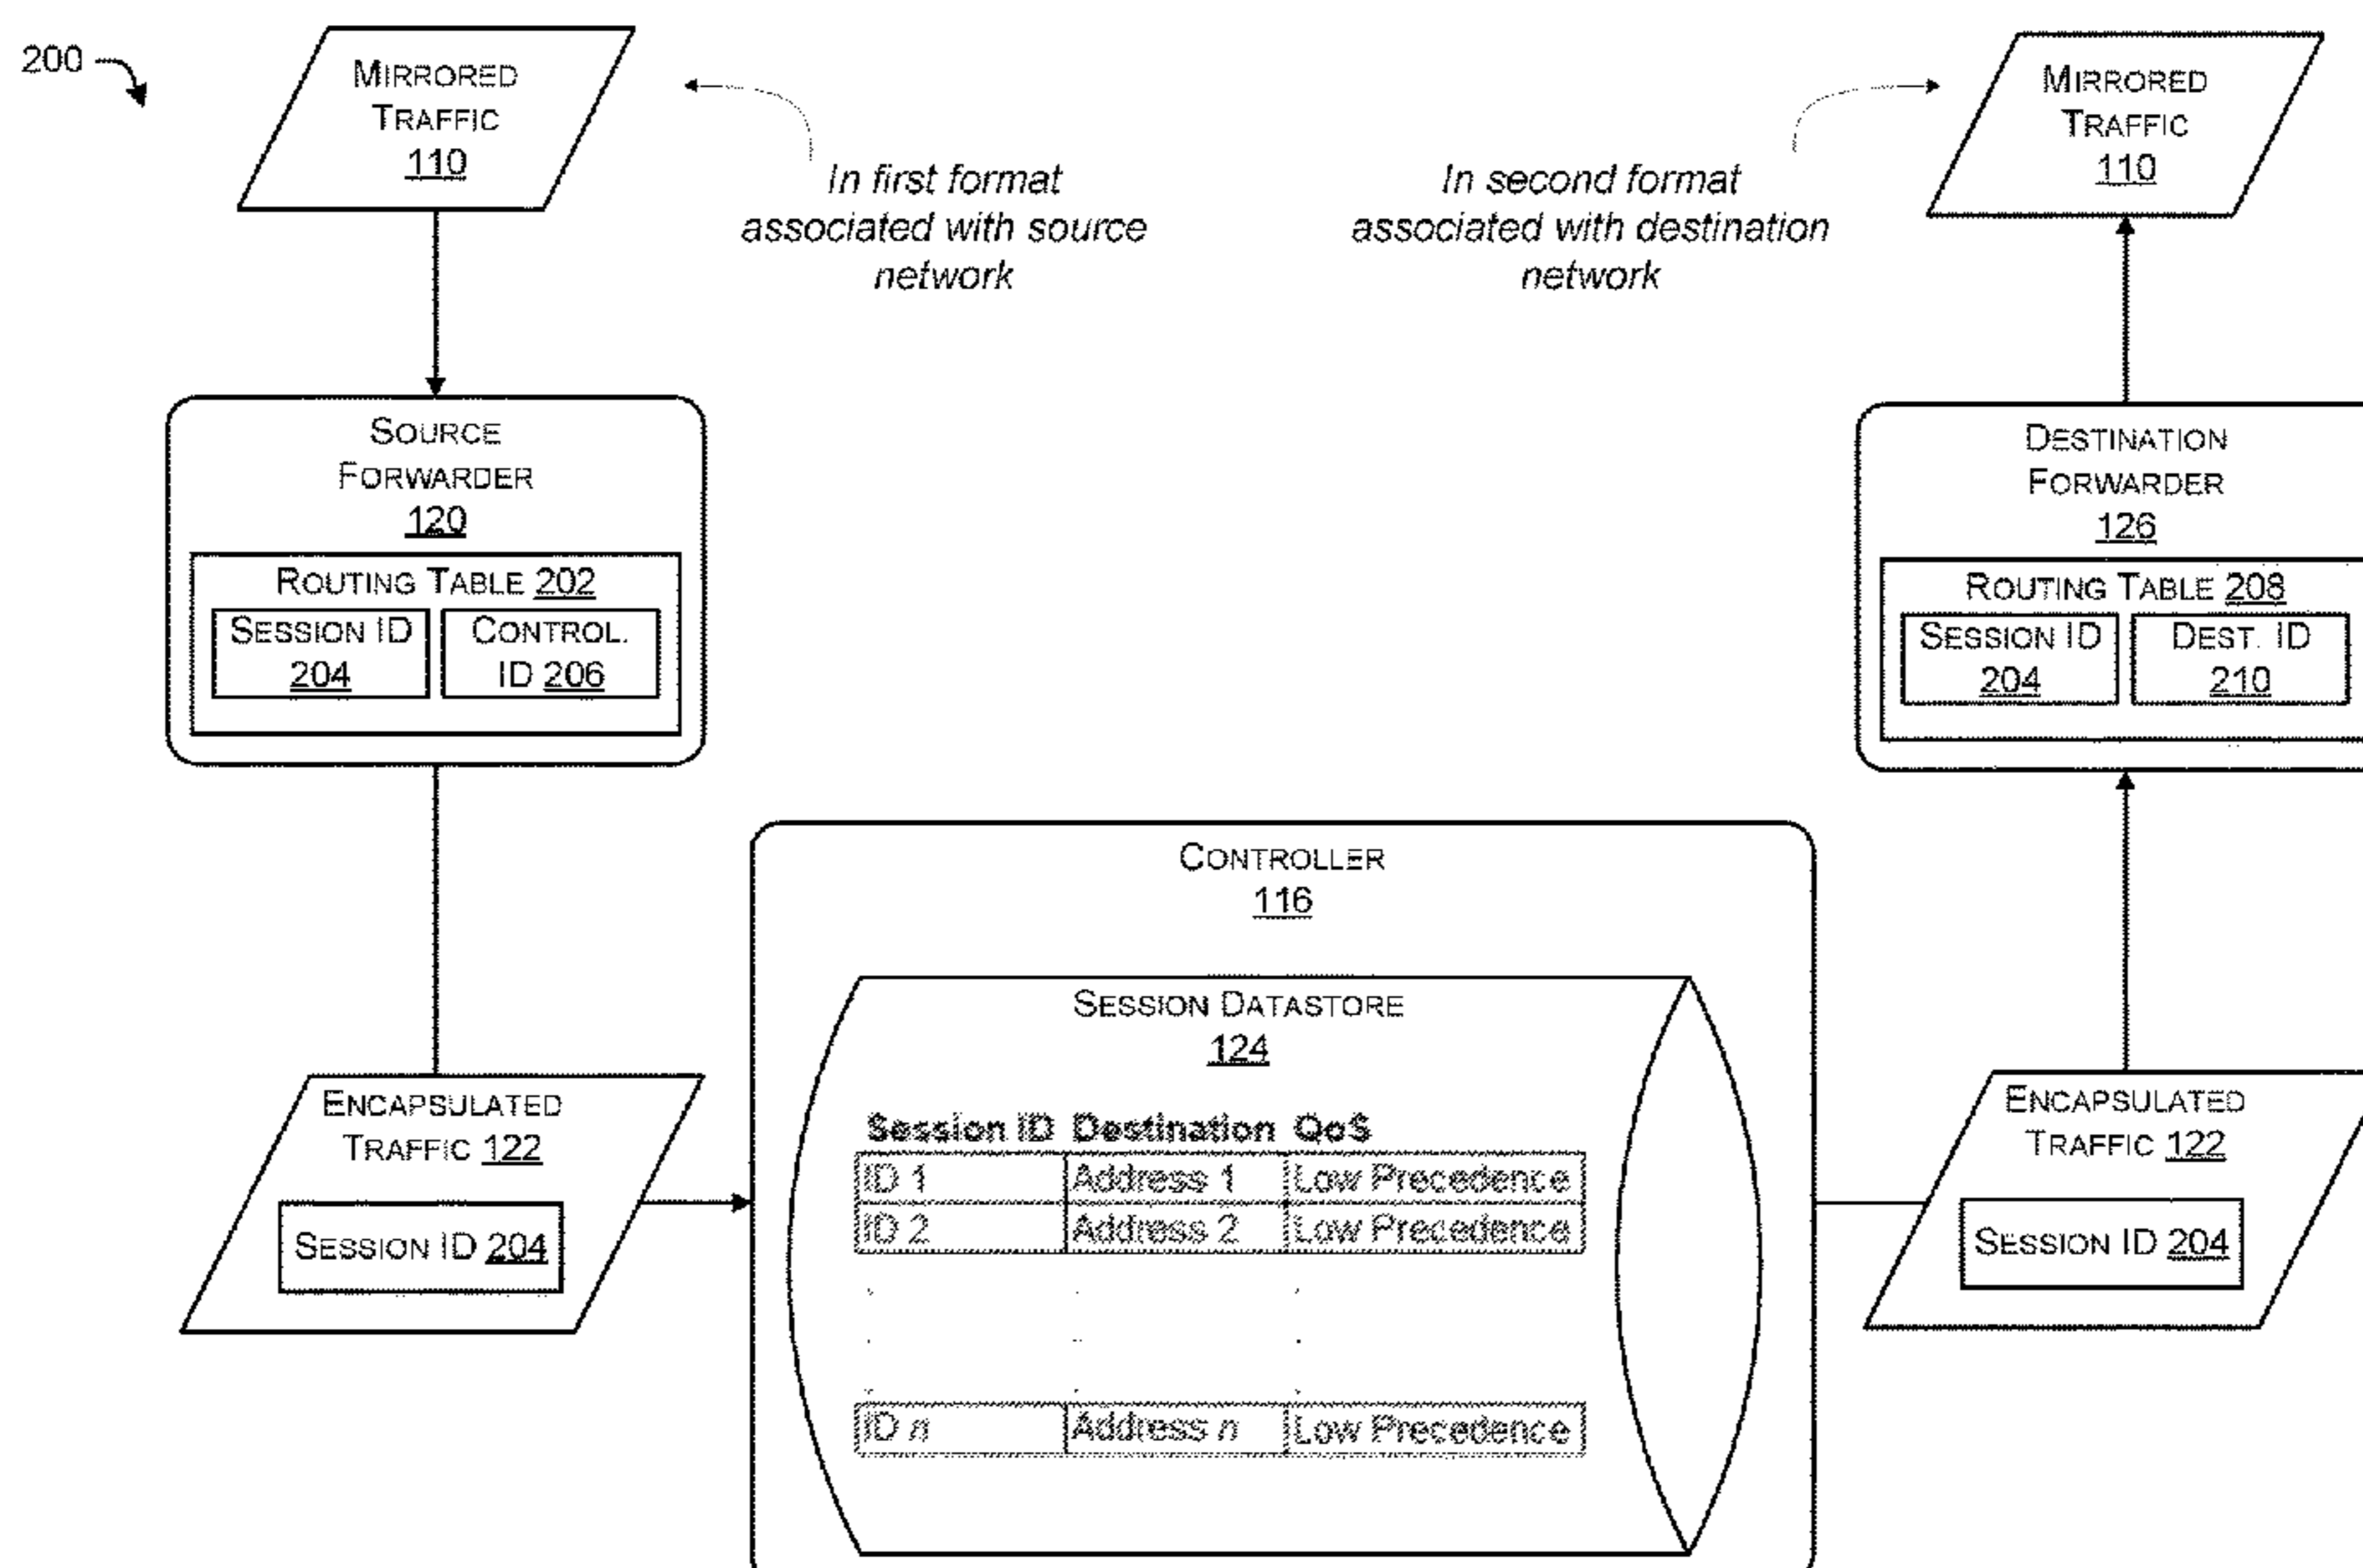 200
MIRRORED
TRAFFIC
110
In first format
associated with source
network
In second format
associated with destination
network
MIRRORED
TRAFFIC
110
SOURCE
FORWARDER
120
ROUTING TABLE 202
SESSION ID
204
CONTROL.
ID 206
DESTINATION
FORWARDER
126
ROUTING TABLE 208
SESSION ID
204
DEST. ID
210
ENCAPSULATED
TRAFFIC 122
SESSION ID 204
CONTROLLER
116
SESSION DATASTORE
124
Session ID Destination QoS
ID 1 Address 1 Low Precedence
ID 2 Address 2 Low Precedence
. . .
. . .
. . .
ID n Address n Low Precedence
ENCAPSULATED
TRAFFIC 122
SESSION ID 204